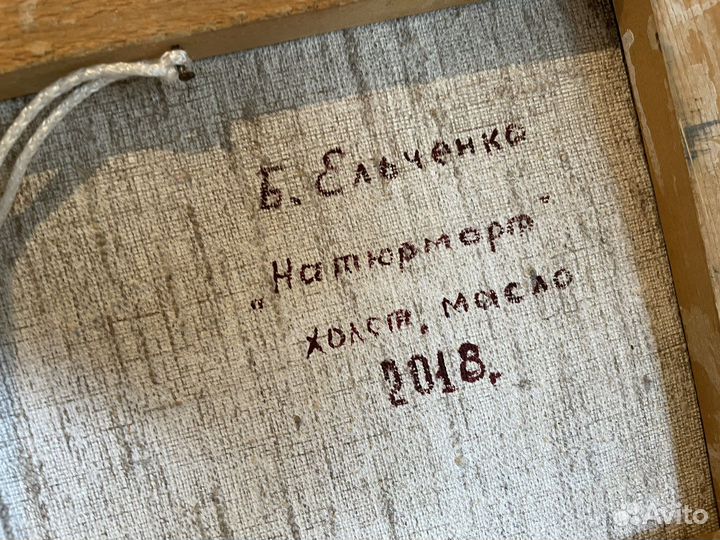 Б. Ельченко
"Натюрморт"
холст, масло
2018.
Avito